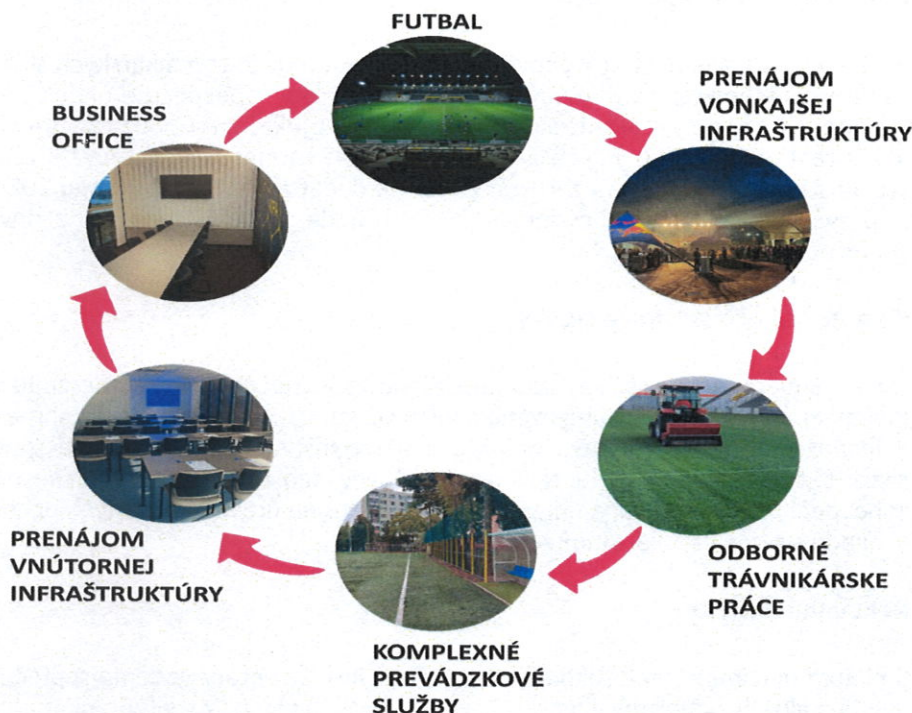 FUTBAL
PRENÁJOM
VONKAJŠEJ
INFRAŠTRUKTÚRY
ODBORNÉ
TRÁVNIKÁRSKE
PRÁCE
KOMPLEXNÉ
PREVÁDZKOVÉ
SLUŽBY
PRENÁJOM
VNÚTORNEJ
INFRAŠTRUKTÚRY
BUSINESS
OFFICE